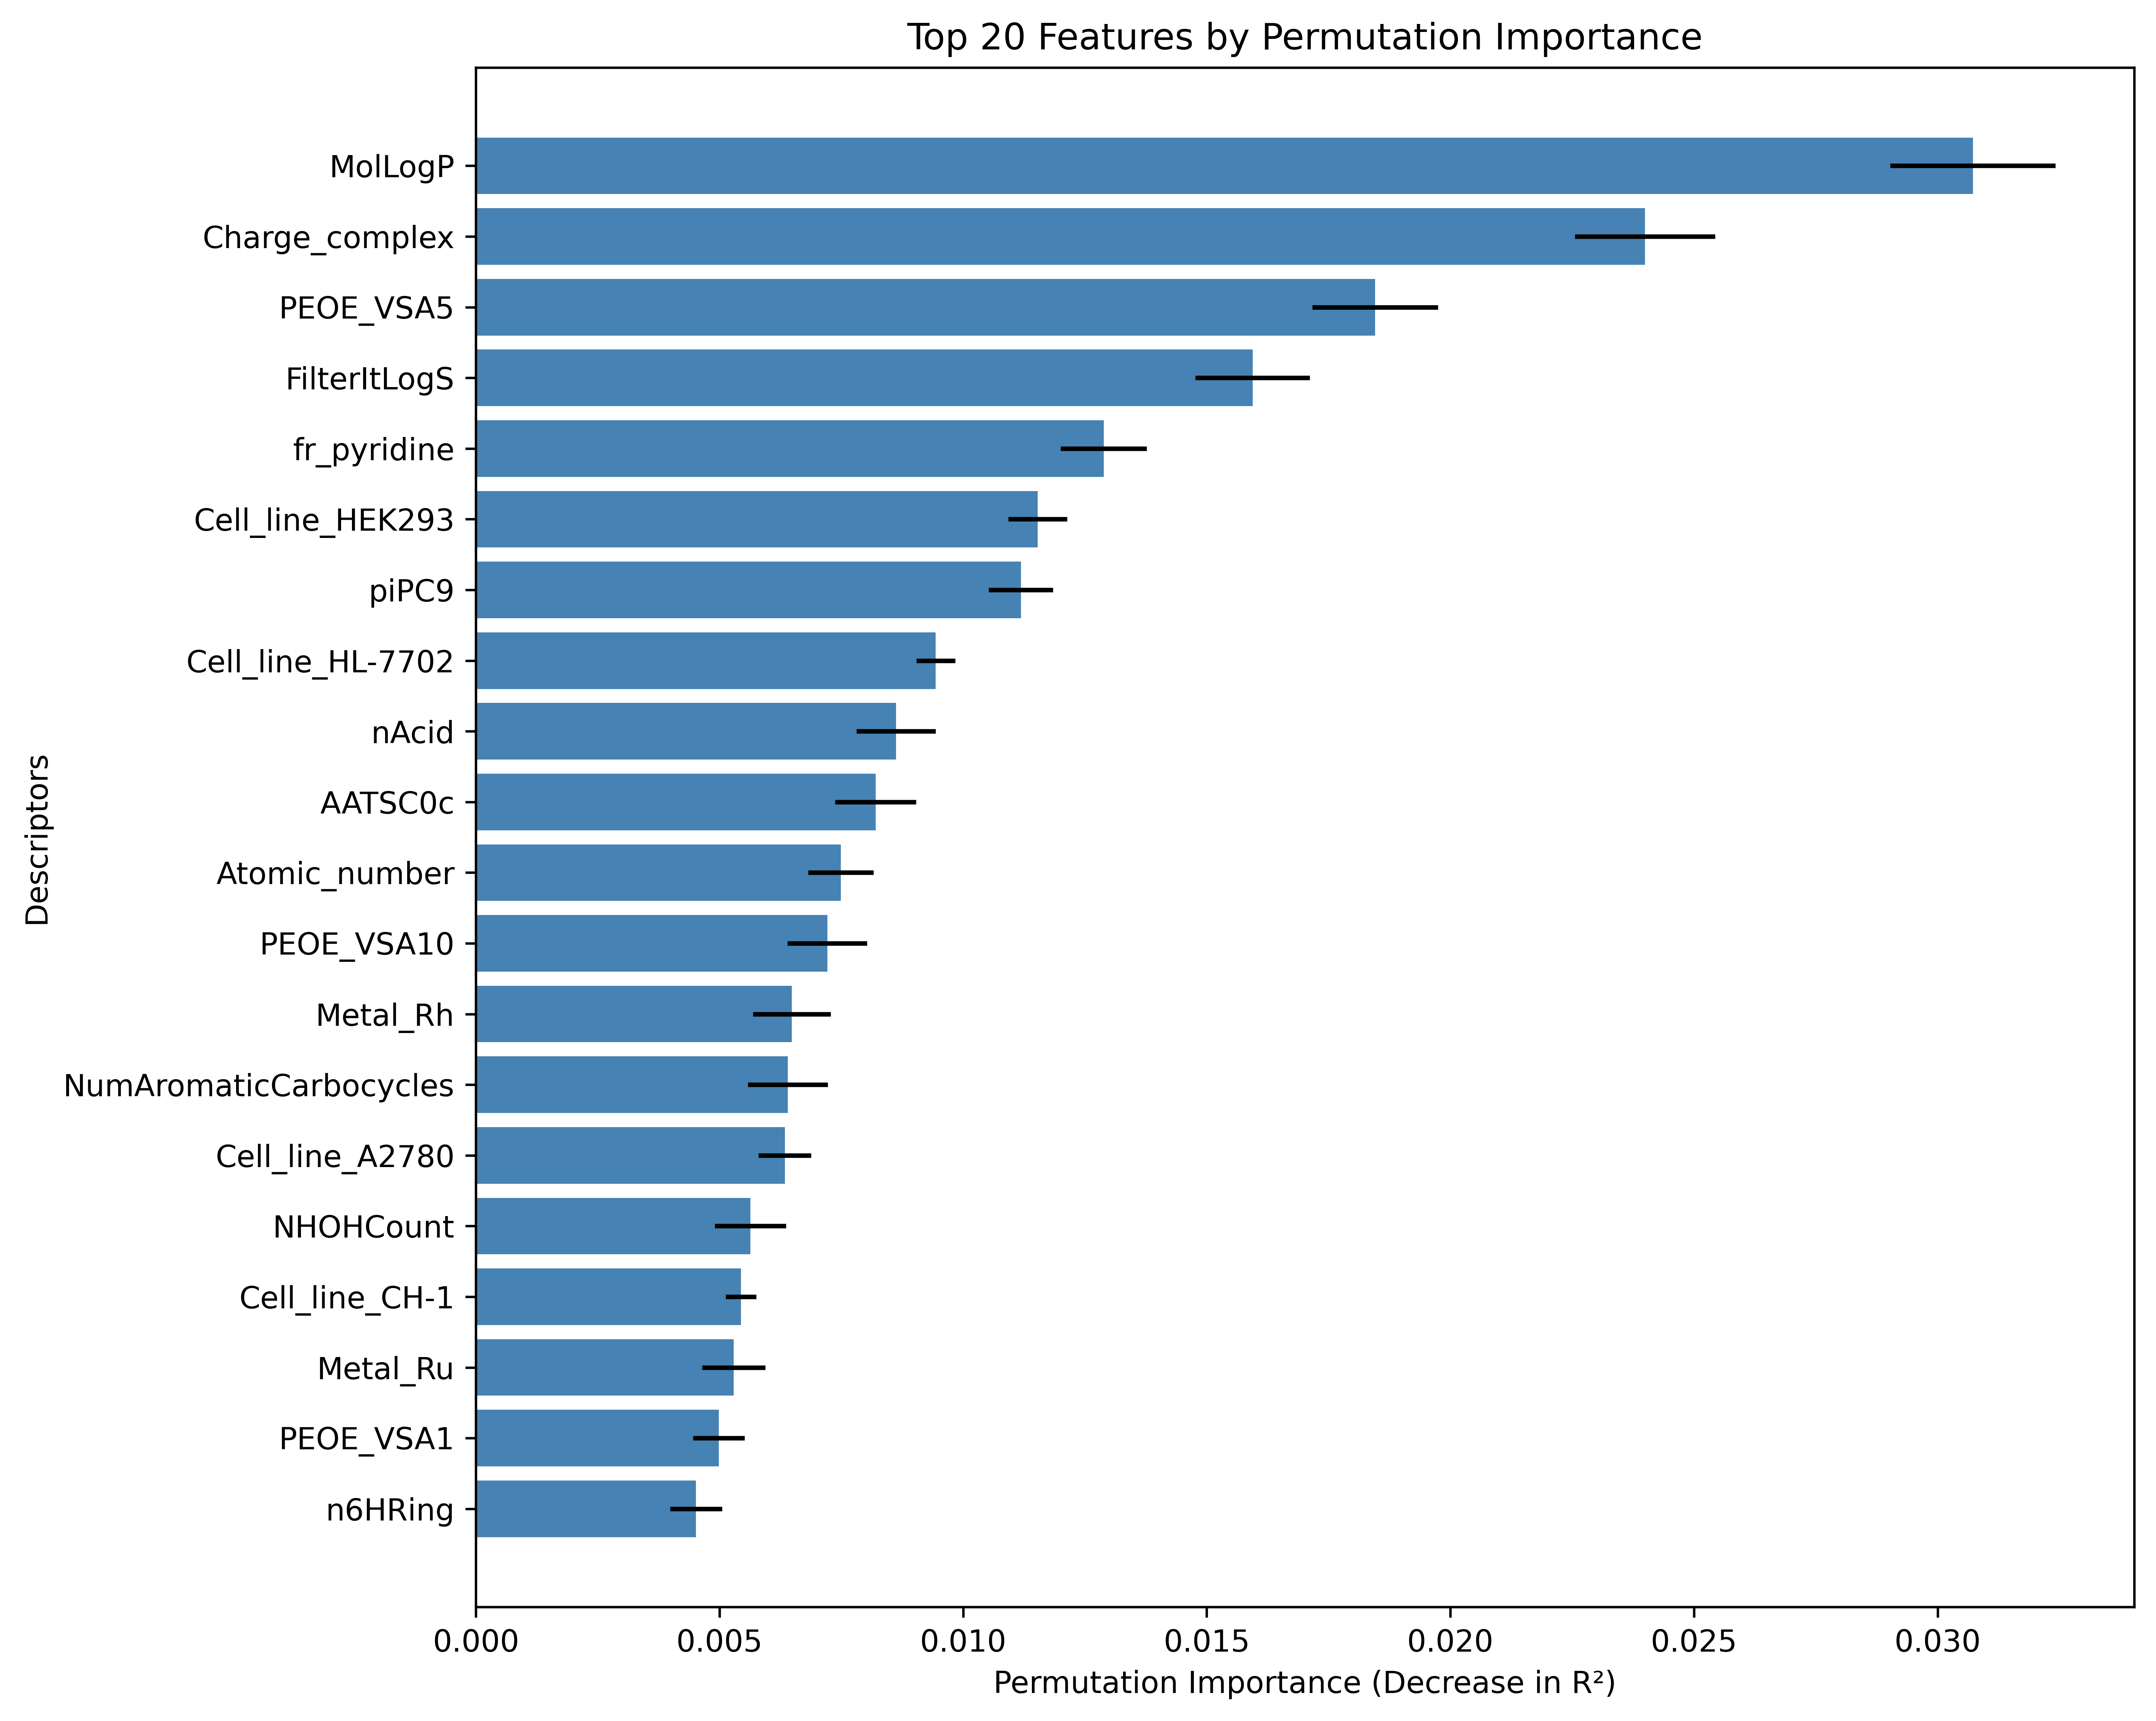 Top 20 Features by Permutation Importance
MolLogP
Charge_complex
PEOE_VSA5
FilterItLogS
fr_pyridine
Cell_line_HEK293
piPC9
Cell_line_HL-7702
nAcid
AATSC0c
Atomic_number
PEOE_VSA10
Metal_Rh
NumAromaticCarbocycles
Cell_line_A2780
NHOHCount
Cell_line_CH-1
Metal_Ru
PEOE_VSA1
n6HRing
Descriptors
0.000 0.005 0.010 0.015 0.020 0.025 0.030
Permutation Importance (Decrease in R²)